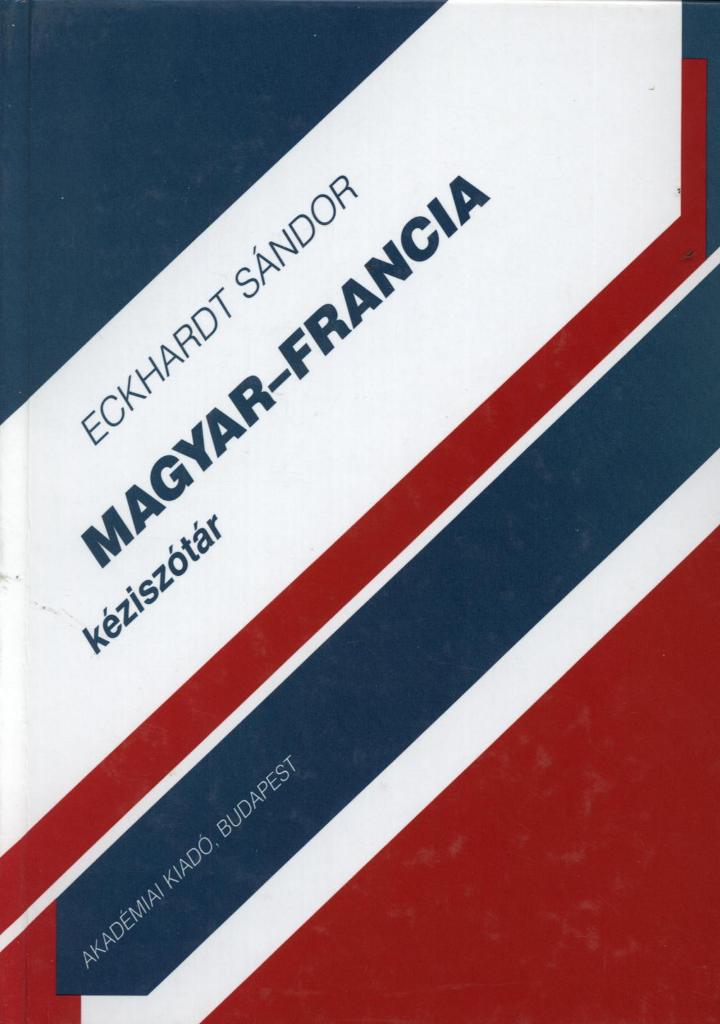 ECKHARDT SÁNDOR
MAGYAR–FRANCIA
kéziszótár
AKADÉMIAI KIADÓ, BUDAPEST